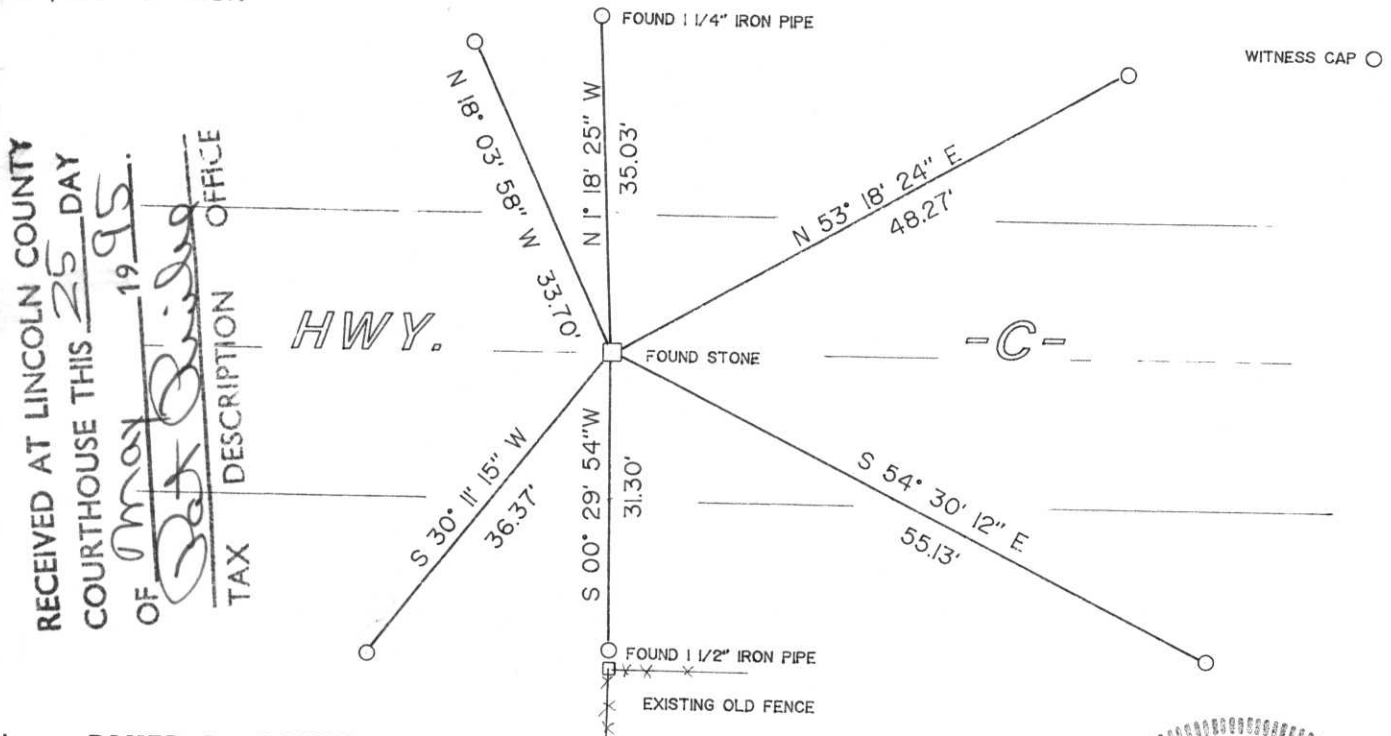 FOUND 1 1/4" IRON PIPE
WITNESS CAP
N 18° 03' 58" W 33.70'
N 1° 18' 25" W
35.03'
N 53° 18' 24" E
48.27'
RECEIVED AT LINCOLN COUNTY
COURTHOUSE THIS 25 DAY
OF May 1995.
TAX DESCRIPTION OFFICE
HWY.
FOUND STONE
-C-
S 30° 11' 15" W
36.37'
S 00° 29' 54"W
31.30'
S 54° 30' 12" E
55.13'
FOUND 1 1/2" IRON PIPE
EXISTING OLD FENCE